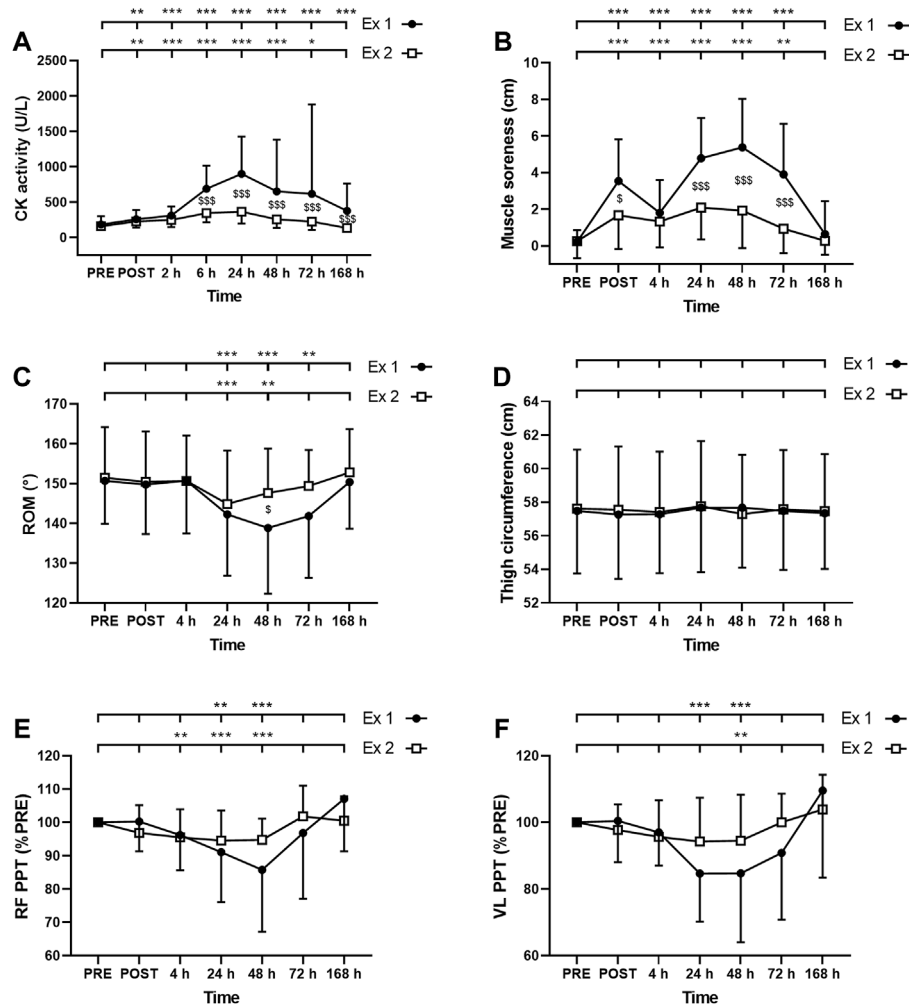 A
** *** *** *** *** *** ***
Ex 1
** *** *** *** *** *
Ex 2
CK activity (U/L)
2500
2000
1500
1000
500
0
$$$ $$$ $$$ $$$ $$$
PRE POST 2 h 6 h 24 h 48 h 72 h 168 h
Time
B
*** *** *** *** ***
Ex 1
*** *** *** *** **
Ex 2
Muscle soreness (cm)
10
8
6
4
2
0
$ $$$ $$$ $$$
PRE POST 4 h 24 h 48 h 72 h 168 h
Time
C
*** *** **
Ex 1
*** **
Ex 2
ROM (°)
170
160
150
140
130
120
$
PRE POST 4 h 24 h 48 h 72 h 168 h
Time
D
Ex 1
Ex 2
Thigh circumference (cm)
64
62
60
58
56
54
52
PRE POST 4 h 24 h 48 h 72 h 168 h
Time
E
** ***
Ex 1
** *** ***
Ex 2
RF PPT (%PRE)
120
110
100
90
80
70
60
PRE POST 4 h 24 h 48 h 72 h 168 h
Time
F
*** ***
Ex 1
**
Ex 2
VL PPT (%PRE)
120
110
100
90
80
70
60
PRE POST 4 h 24 h 48 h 72 h 168 h
Time